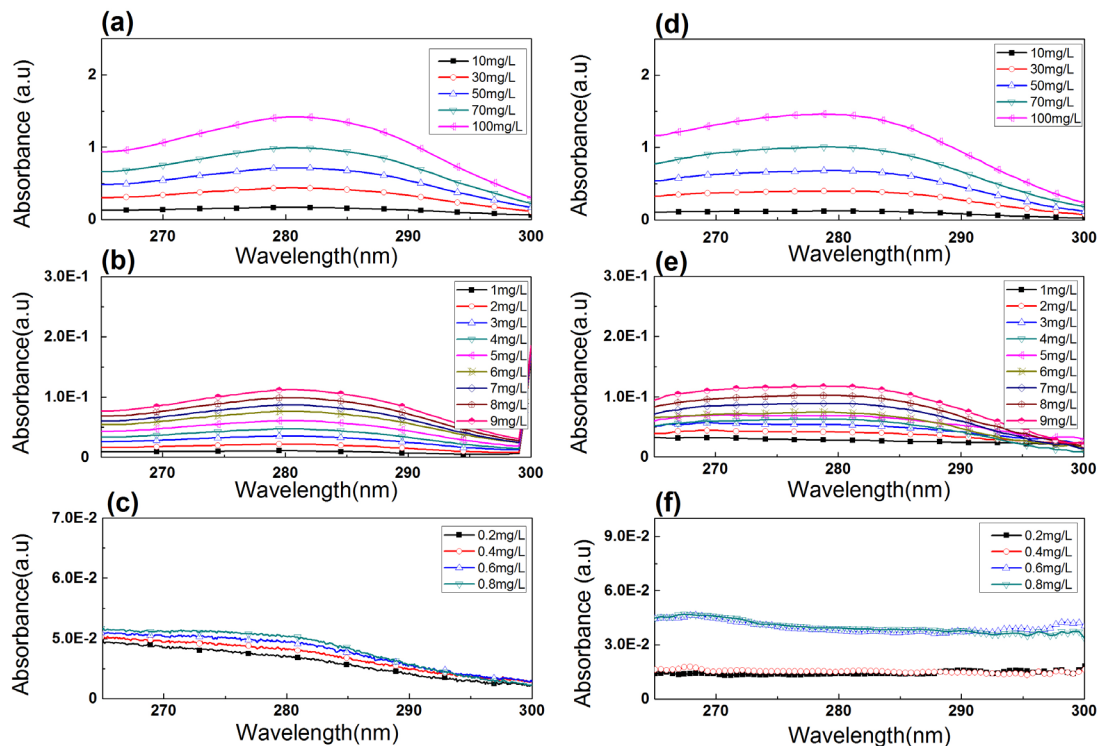 (a)
Absorbance (a.u)
2
1
0
270 280 290 300
Wavelength(nm)
10mg/L
30mg/L
50mg/L
70mg/L
100mg/L
(d)
Absorbance(a.u)
2
1
0
270 280 290 300
Wavelength(nm)
10mg/L
30mg/L
50mg/L
70mg/L
100mg/L
(b)
Absorbance(a.u)
3.0E-1
2.0E-1
1.0E-1
0
270 280 290 300
Wavelength(nm)
1mg/L
2mg/L
3mg/L
4mg/L
5mg/L
6mg/L
7mg/L
8mg/L
9mg/L
(e)
Absorbance(a.u)
3.0E-1
2.0E-1
1.0E-1
0
270 280 290 300
Wavelength(nm)
1mg/L
2mg/L
3mg/L
4mg/L
5mg/L
6mg/L
7mg/L
8mg/L
9mg/L
(c)
Absorbance (a.u)
7.0E-2
6.0E-2
5.0E-2
0
270 280 290 300
Wavelength(nm)
0.2mg/L
0.4mg/L
0.6mg/L
0.8mg/L
(f)
Absorbance (a.u)
9.0E-2
6.0E-2
3.0E-2
0
270 280 290 300
Wavelength(nm)
0.2mg/L
0.4mg/L
0.6mg/L
0.8mg/L